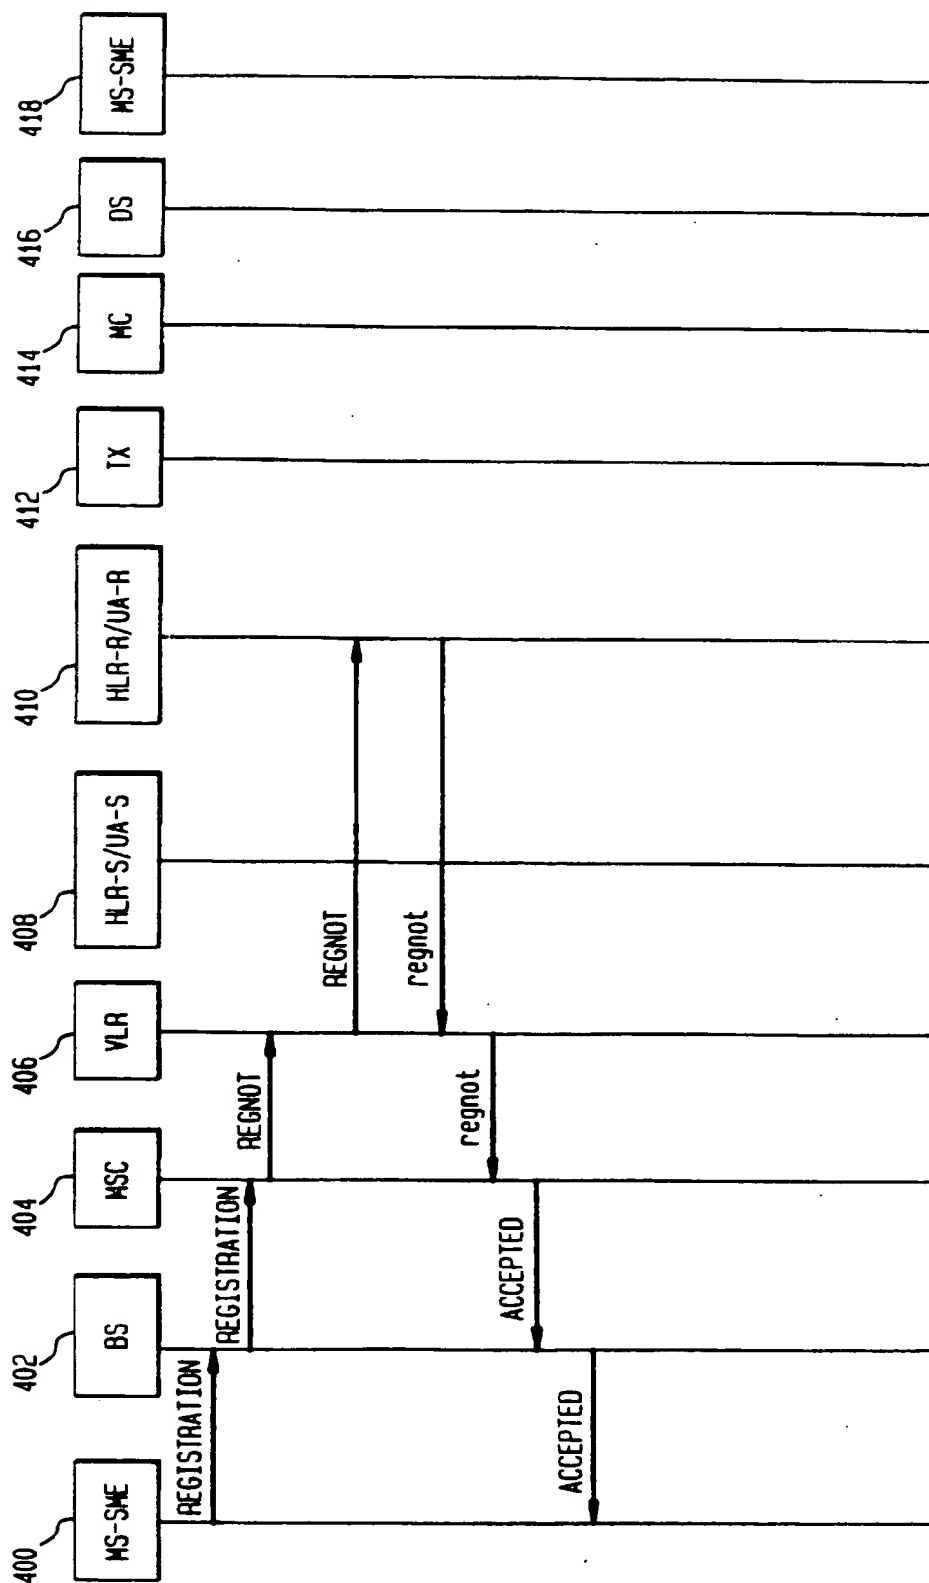 400
MS-SME
402
BS
404
MSC
406
VLR
408
HLR-S/UA-S
410
HLR-R/UA-R
412
TX
414
MC
416
DS
418
MS-SME
REGISTRATION
REGISTRATION
REGNOT
REGNOT
regnot
regnot
ACCEPTED
ACCEPTED